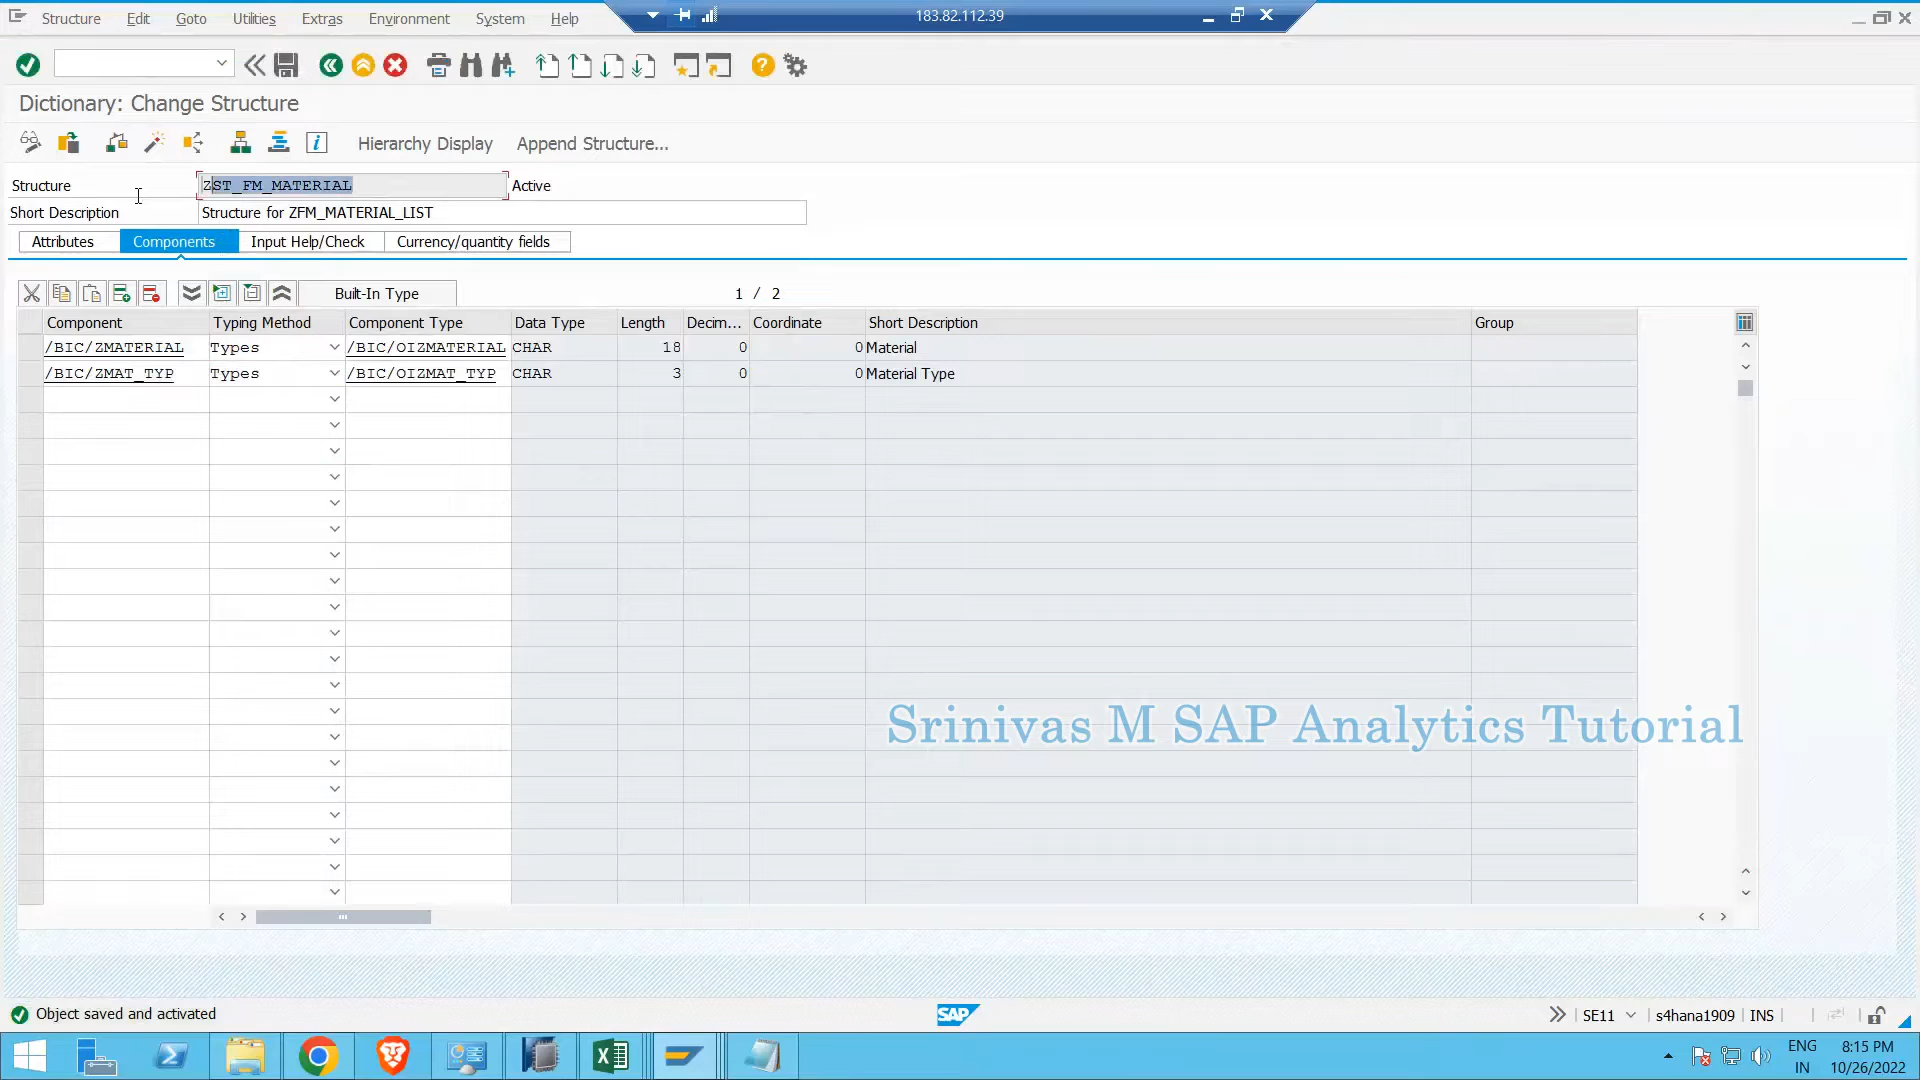 Structure Edit Goto Utilities Extras Environment System Help
183.82.112.39
Dictionary: Change Structure
Hierarchy Display Append Structure...
Structure ZST_FM_MATERIAL Active
Short Description Structure for ZFM_MATERIAL_LIST
Attributes Components Input Help/Check Currency/quantity fields
Built-In Type 1 / 2
Component Typing Method Component Type Data Type Length Decim... Coordinate Short Description Group
/BIC/ZMATERIAL Types /BIC/OIZMATERIAL CHAR 18 0 0 Material
/BIC/ZMAT_TYP Types /BIC/OIZMAT_TYP CHAR 3 0 0 Material Type
Srinivas M SAP Analytics Tutorial
Object saved and activated
SAP
SE11 s4hana1909 INS
ENG 8:15 PM
IN 10/26/2022